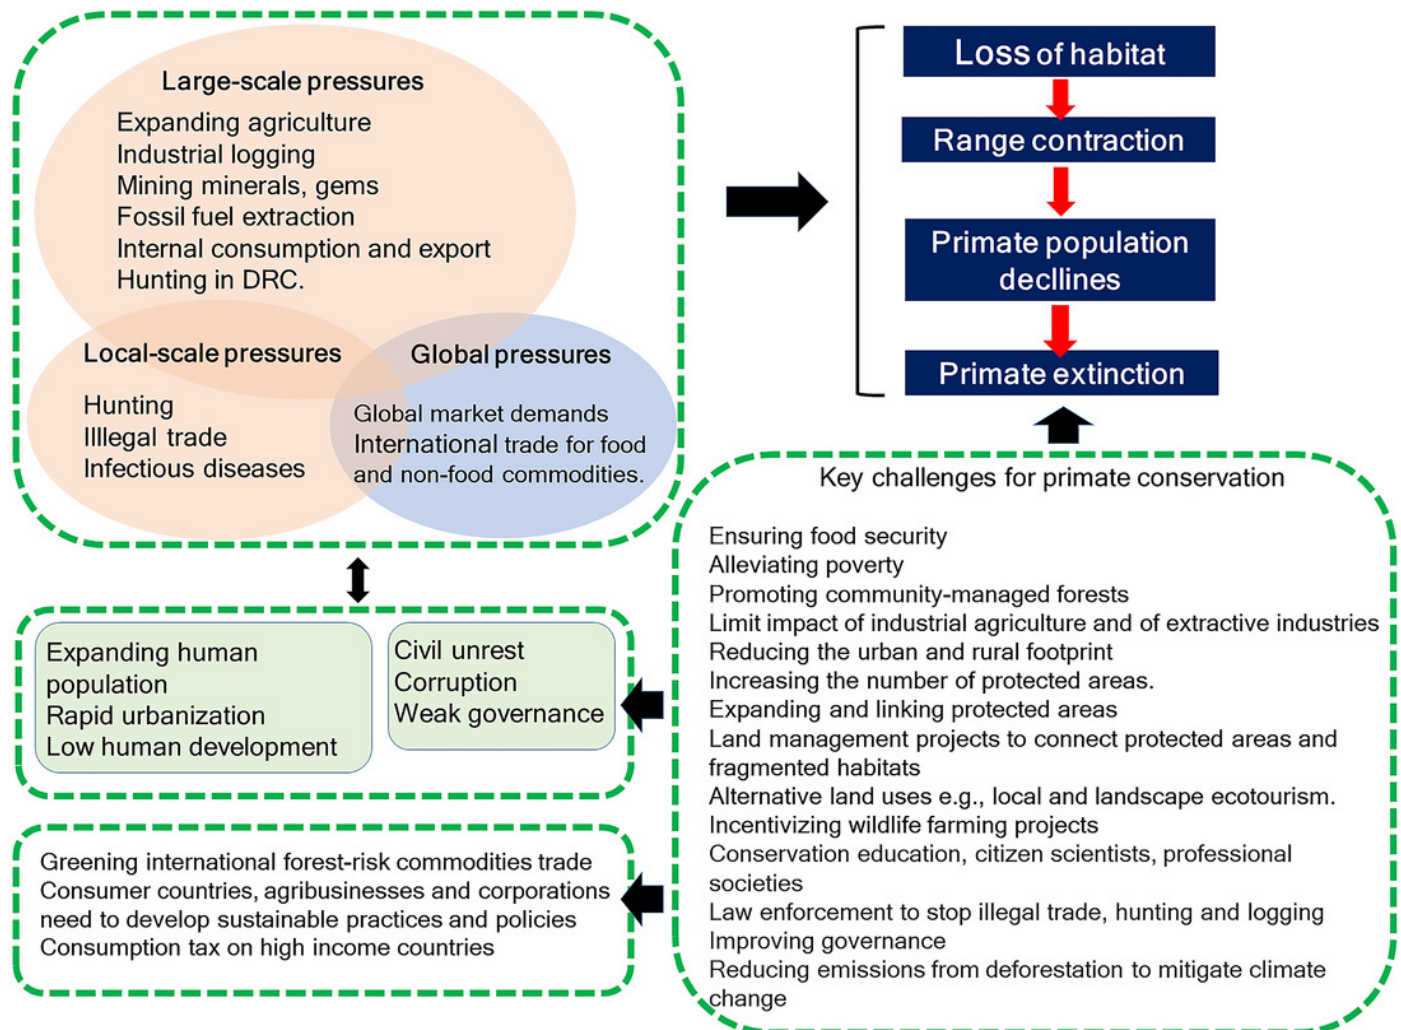 Large-scale pressures
Expanding agriculture
Industrial logging
Mining minerals, gems
Fossil fuel extraction
Internal consumption and export
Hunting in DRC.
Local-scale pressures
Hunting
Illlegal trade
Infectious diseases
Global pressures
Global market demands
International trade for food
and non-food commodities.
Loss of habitat
Range contraction
Primate population
decllines
Primate extinction
Expanding human
population
Rapid urbanization
Low human development
Civil unrest
Corruption
Weak governance
Greening international forest-risk commodities trade
Consumer countries, agribusinesses and corporations
need to develop sustainable practices and policies
Consumption tax on high income countries
Key challenges for primate conservation
Ensuring food security
Alleviating poverty
Promoting community-managed forests
Limit impact of industrial agriculture and of extractive industries
Reducing the urban and rural footprint
Increasing the number of protected areas.
Expanding and linking protected areas
Land management projects to connect protected areas and
fragmented habitats
Alternative land uses e.g., local and landscape ecotourism.
Incentivizing wildlife farming projects
Conservation education, citizen scientists, professional
societies
Law enforcement to stop illegal trade, hunting and logging
Improving governance
Reducing emissions from deforestation to mitigate climate
change